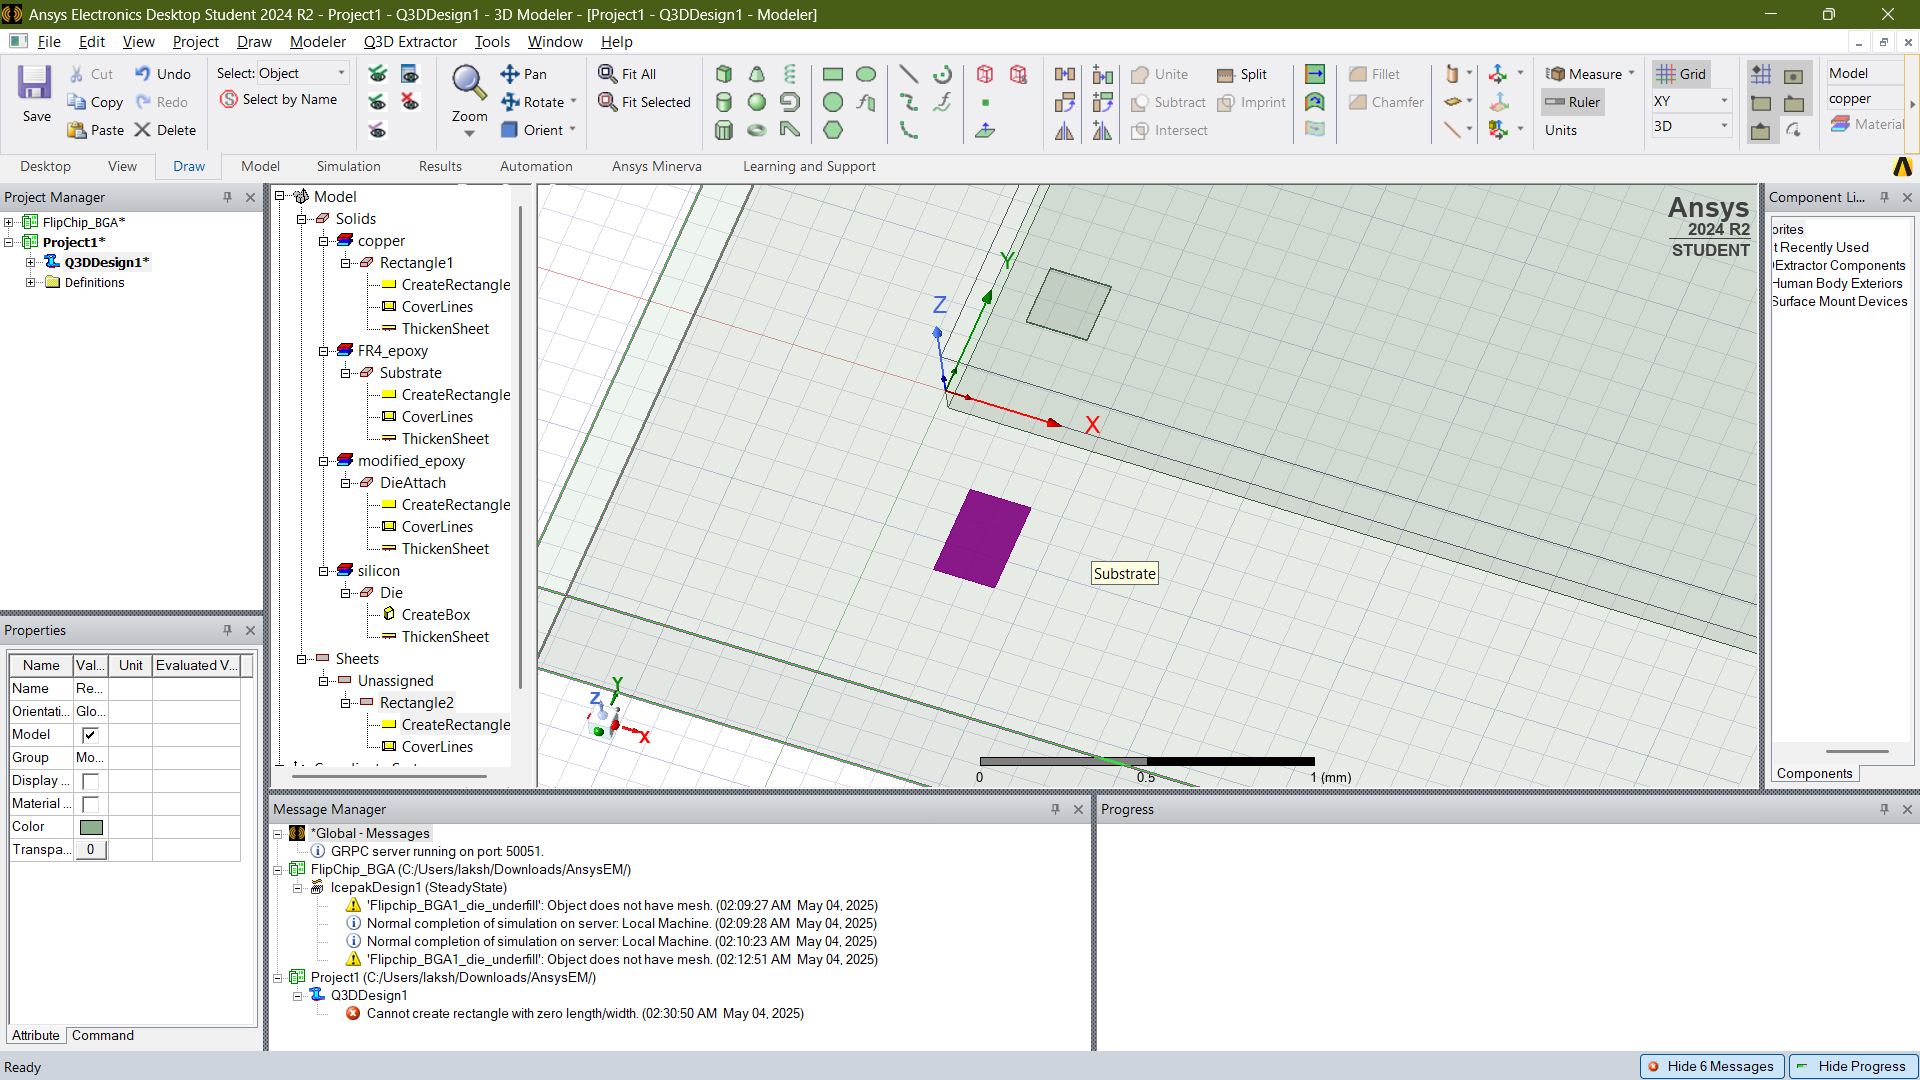 Ansys Electronics Desktop Student 2024 R2 - Project1 - Q3DDesign1 - 3D Modeler - [Project1 - Q3DDesign1 - Modeler]
File Edit View Project Draw Modeler Q3D Extractor Tools Window Help
Save
Cut
Copy
Paste
Undo
Redo
Delete
Select: Object
Select by Name
Zoom
Pan
Rotate
Orient
Fit All
Fit Selected
Unite
Subtract
Intersect
Split
Imprint
Fillet
Chamfer
Measure
Ruler
Units
Grid
XY
3D
Model
copper
Material
Desktop View Draw Model Simulation Results Automation Ansys Minerva Learning and Support
Project Manager
FlipChip_BGA*
Project1*
Q3DDesign1*
Definitions
Properties
Name Val... Unit Evaluated V...
Name Re...
Orientati... Glo...
Model
Group Mo...
Display ...
Material ...
Color
Transpa... 0
Attribute Command
Model
Solids
copper
Rectangle1
CreateRectangle
CoverLines
ThickenSheet
FR4_epoxy
Substrate
CreateRectangle
CoverLines
ThickenSheet
modified_epoxy
DieAttach
CreateRectangle
CoverLines
ThickenSheet
silicon
Die
CreateBox
ThickenSheet
Sheets
Unassigned
Rectangle2
CreateRectangle
CoverLines
Ansys
2024 R2
STUDENT
Y
Z
X
Substrate
Y
Z
X
0 0.5 1 (mm)
Component Li...
orites
t Recently Used
Extractor Components
Human Body Exteriors
Surface Mount Devices
Components
Message Manager
*Global - Messages
GRPC server running on port: 50051.
FlipChip_BGA (C:/Users/laksh/Downloads/AnsysEM/)
IcepakDesign1 (SteadyState)
'Flipchip_BGA1_die_underfill': Object does not have mesh. (02:09:27 AM May 04, 2025)
Normal completion of simulation on server: Local Machine. (02:09:28 AM May 04, 2025)
Normal completion of simulation on server: Local Machine. (02:10:23 AM May 04, 2025)
'Flipchip_BGA1_die_underfill': Object does not have mesh. (02:12:51 AM May 04, 2025)
Project1 (C:/Users/laksh/Downloads/AnsysEM/)
Q3DDesign1
Cannot create rectangle with zero length/width. (02:30:50 AM May 04, 2025)
Progress
Ready
Hide 6 Messages
Hide Progress